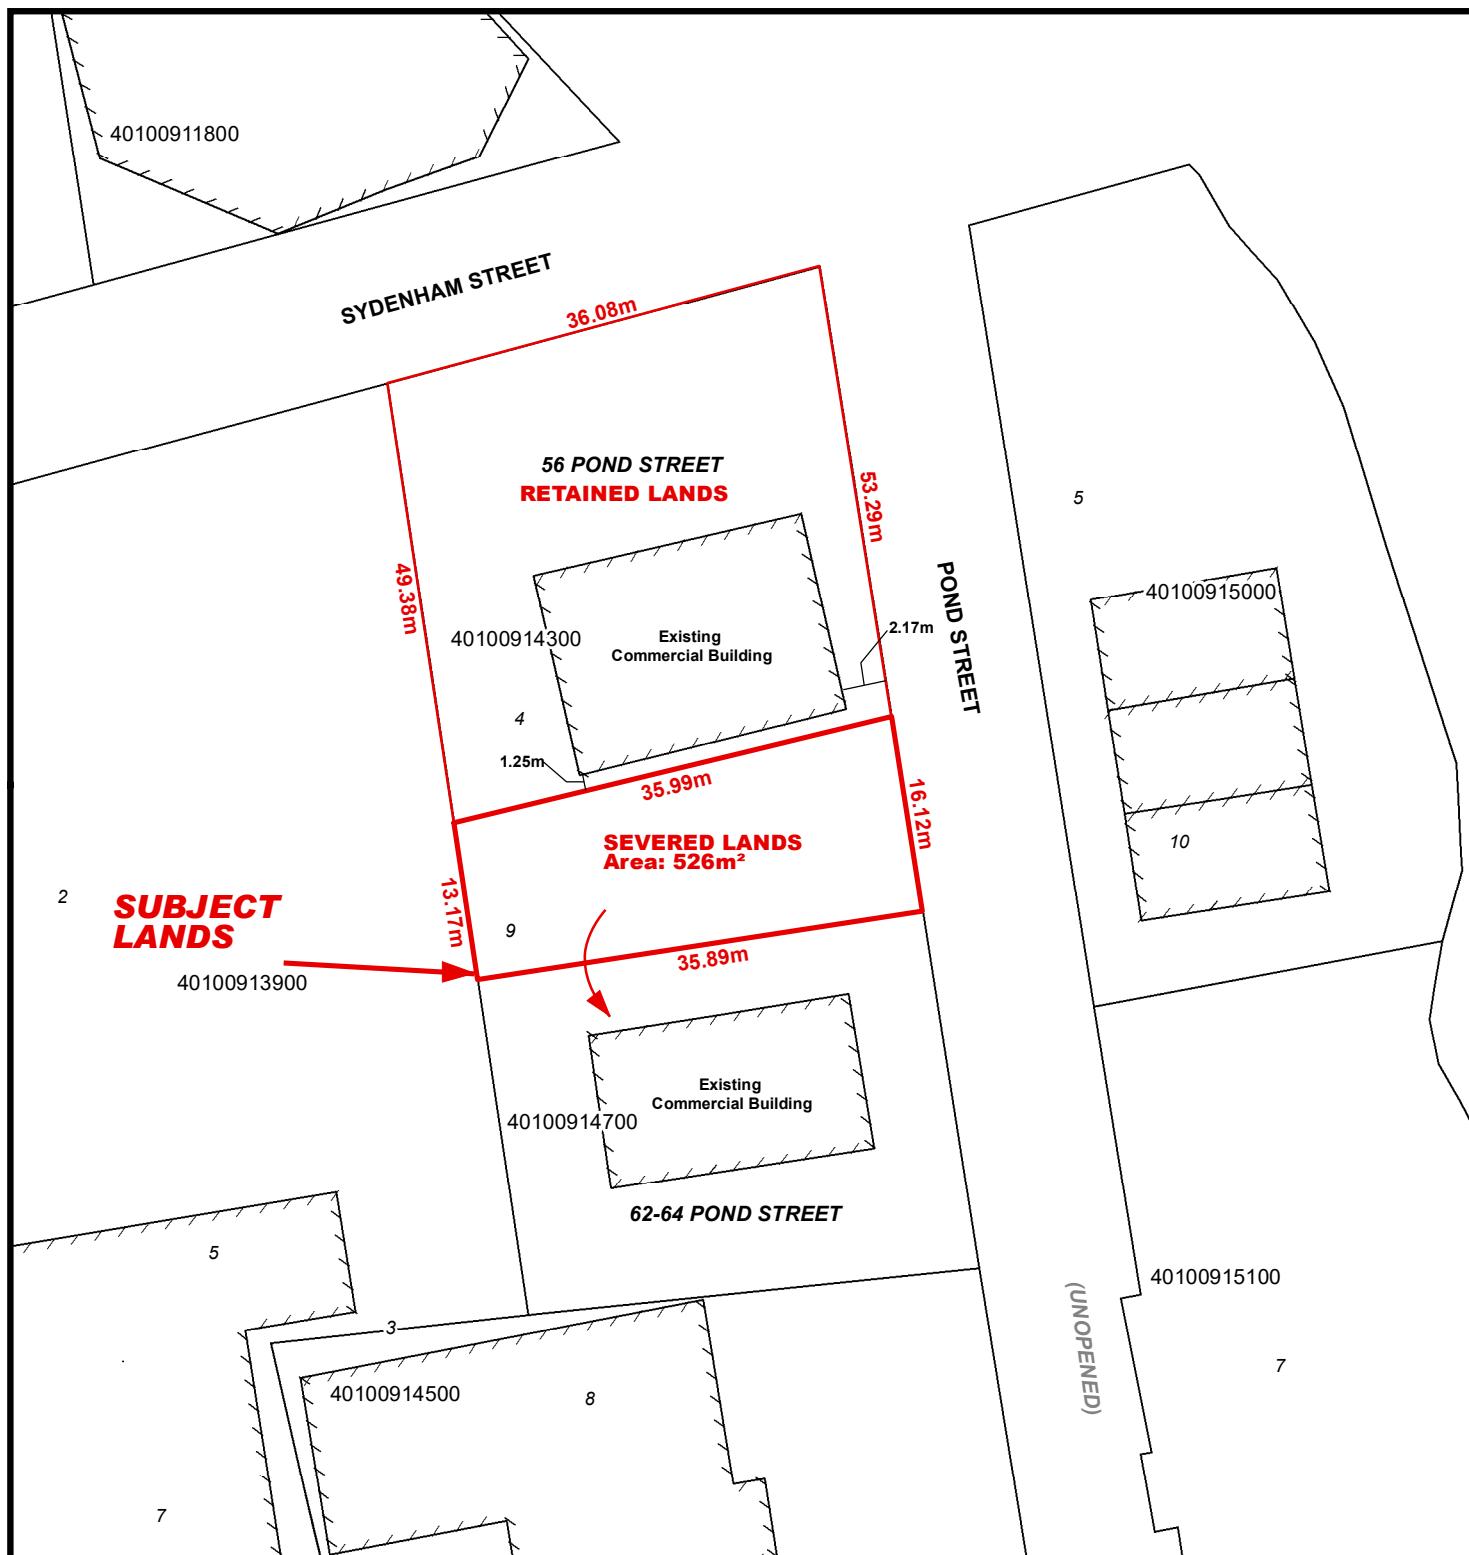 40100911800
SYDENHAM STREET
36.08m
56 POND STREET
RETAINED LANDS
53.29m
5
49.38m
POND STREET
40100915000
40100914300
Existing
Commercial Building
2.17m
4
1.25m
35.99m
16.12m
SEVERED LANDS
Area: 526m²
10
2
SUBJECT
LANDS
13.17m
9
35.89m
40100913900
Existing
Commercial Building
40100914700
62-64 POND STREET
5
40100915100
(UNOPENED)
3
7
40100914500
8
7